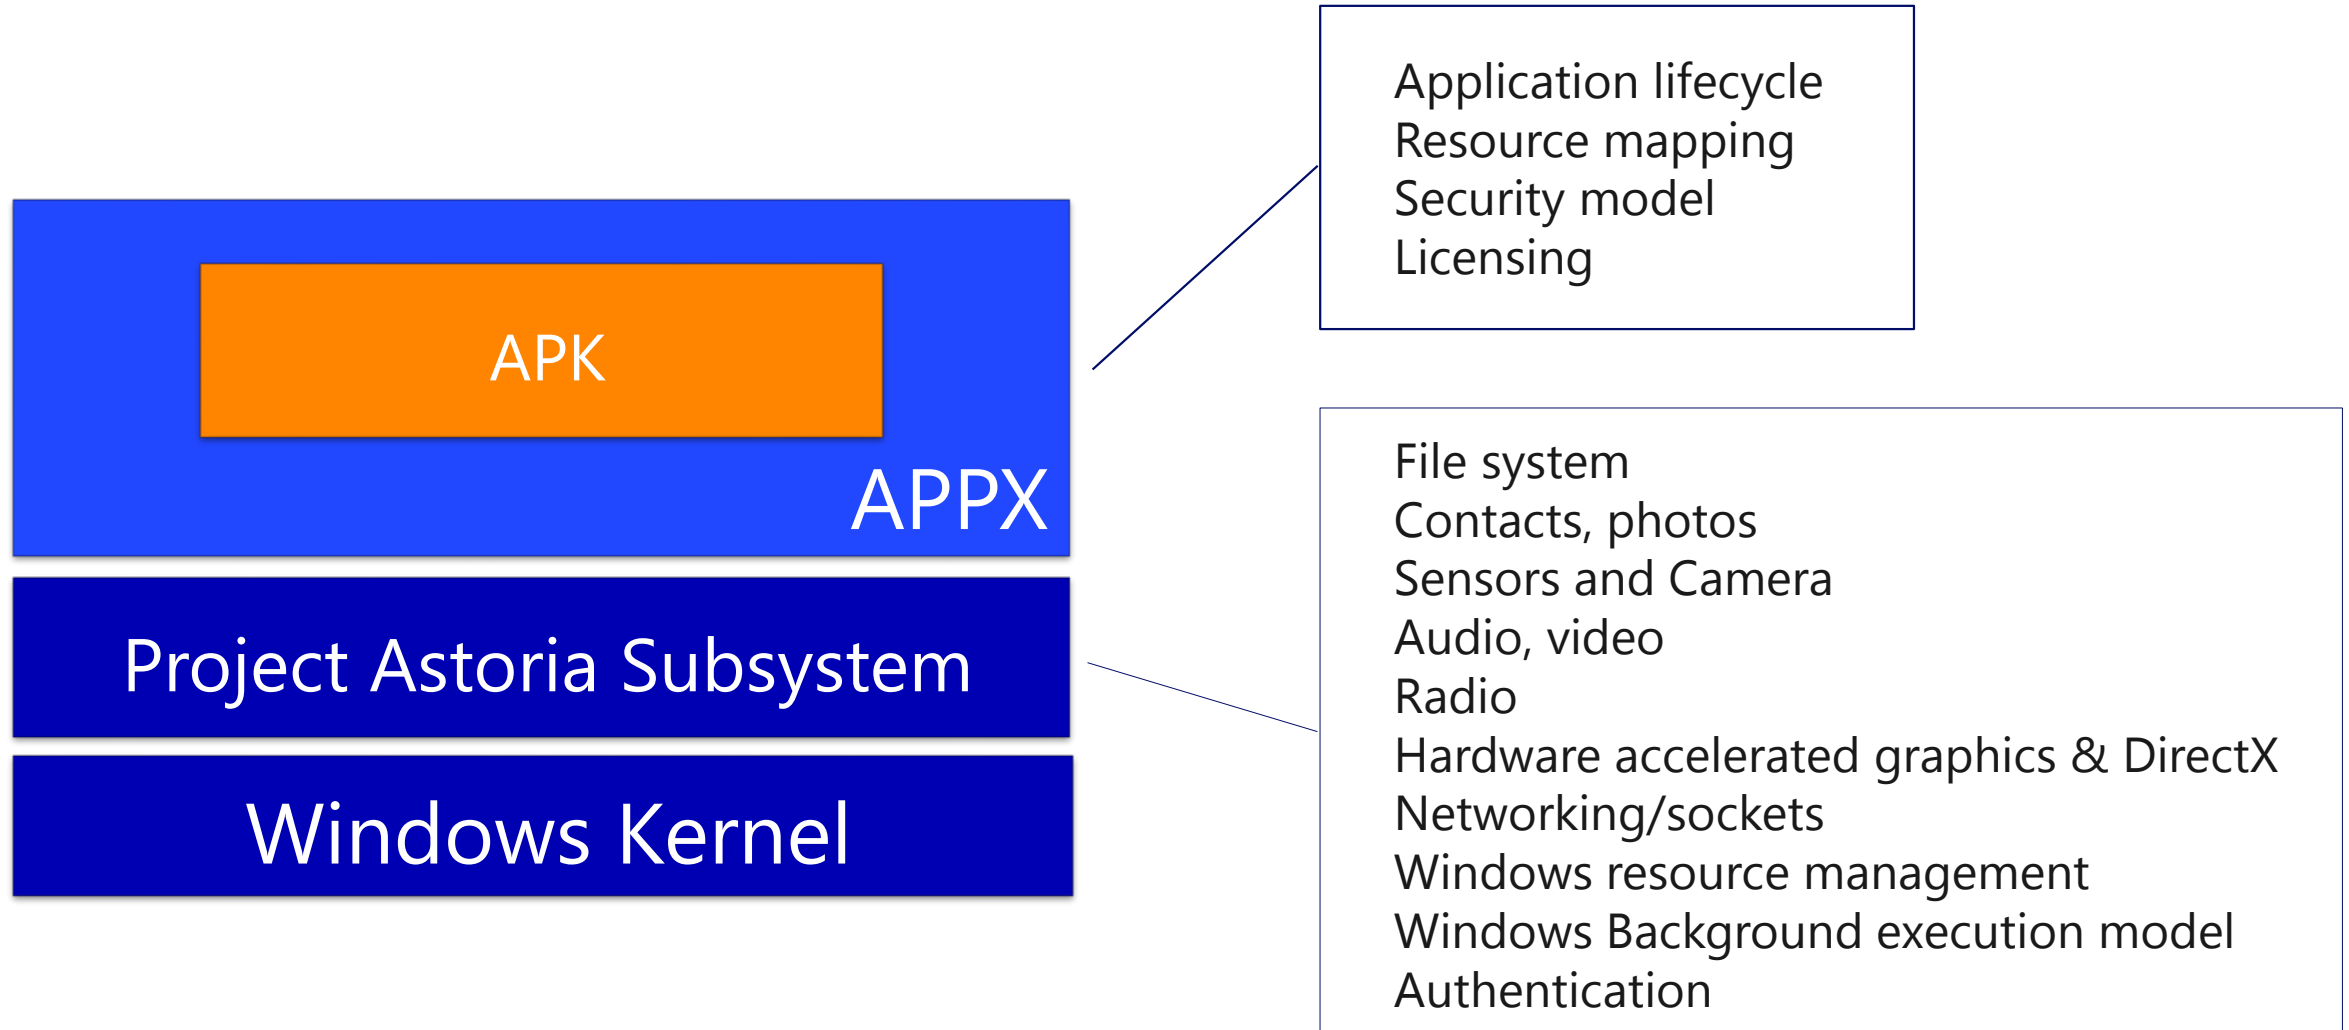 APK
APPX
Project Astoria Subsystem
Windows Kernel
Application lifecycle
Resource mapping
Security model
Licensing
File system
Contacts, photos
Sensors and Camera
Audio, video
Radio
Hardware accelerated graphics & DirectX
Networking/sockets
Windows resource management
Windows Background execution model
Authentication